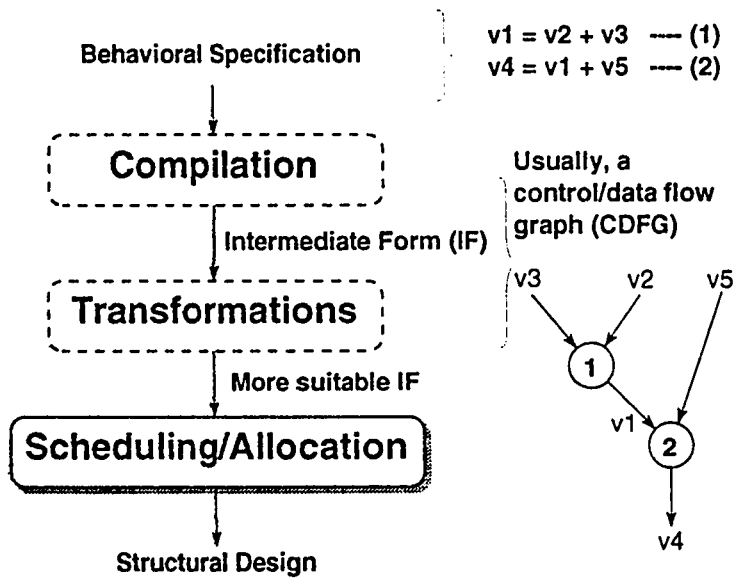 Behavioral Specification
v1 = v2 + v3 ---- (1)
v4 = v1 + v5 ---- (2)
Compilation
Usually, a
control/data flow
graph (CDFG)
Intermediate Form (IF)
v3 v2 v5
Transformations
1
More suitable IF
v1
Scheduling/Allocation
2
v4
Structural Design